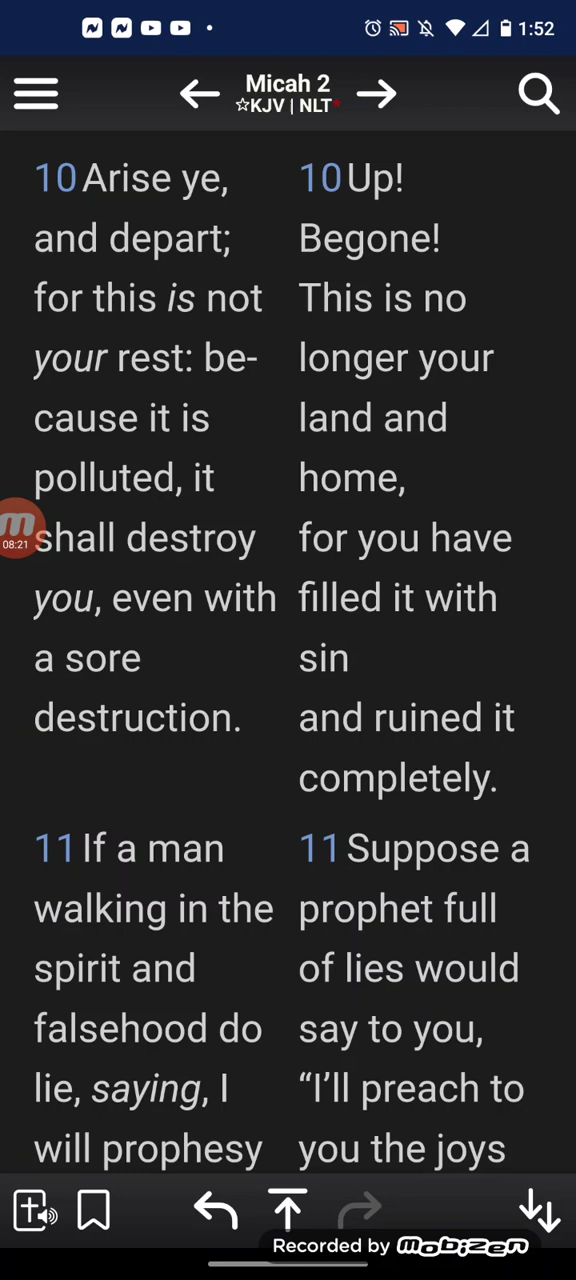 1:52
Micah 2
☆KJV | NLT*
10 Arise ye,
and depart;
for this is not
your rest: be-
cause it is
polluted, it
shall destroy
you, even with
a sore
destruction.
11 If a man
walking in the
spirit and
falsehood do
lie, saying, I
will prophesy
10 Up!
Begone!
This is no
longer your
land and
home,
for you have
filled it with
sin
and ruined it
completely.
11 Suppose a
prophet full
of lies would
say to you,
“I’ll preach to
you the joys
08:21
Recorded by mobizen